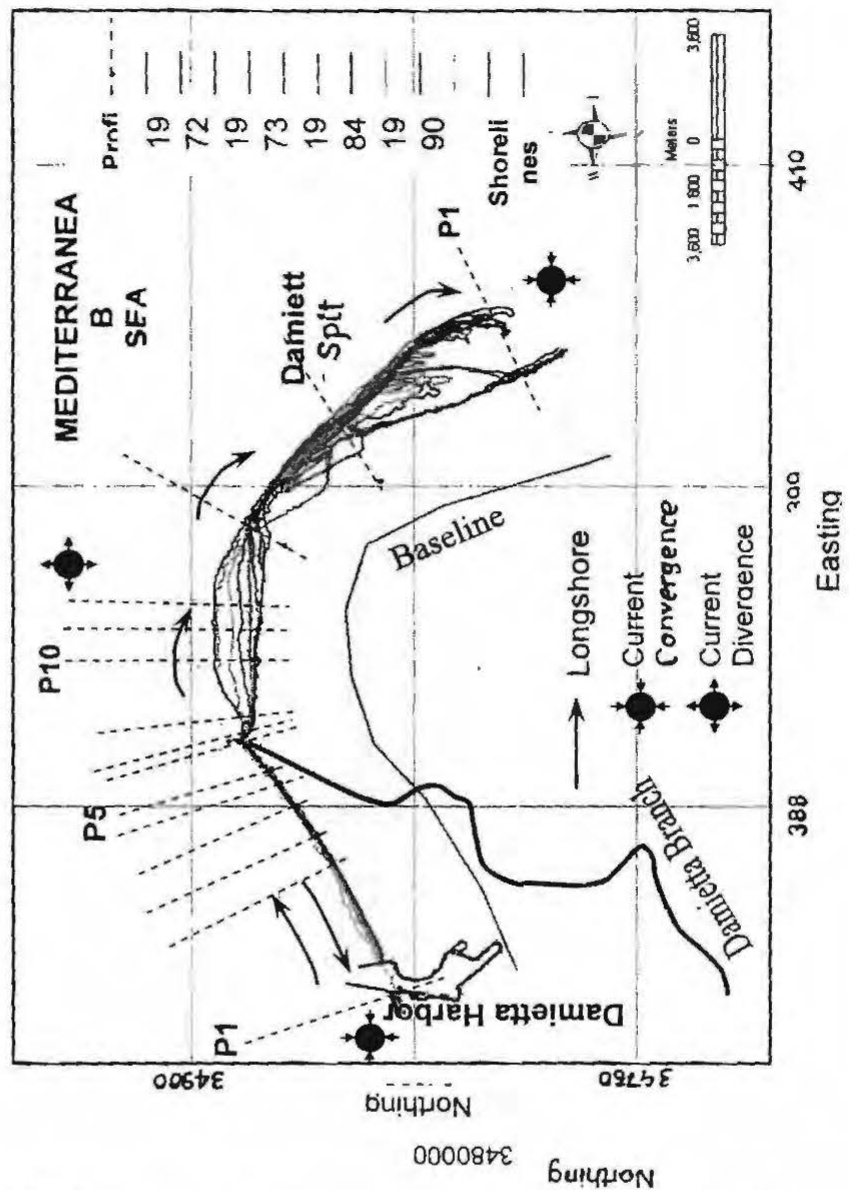 MEDITERRANEA
B
SEA
Profi
19
72
19
73
19
84
19
90
Shoreli
nes
P1
P5
P10
Damiett
Spit
P1
Damietta Harbor
Baseline
Damietta Branch
Longshore
Current
Convergence
Current
Divergence
Meters
3,600 1,800 0 3,600
388
399
410
Easting
Northing
3480000
Northing